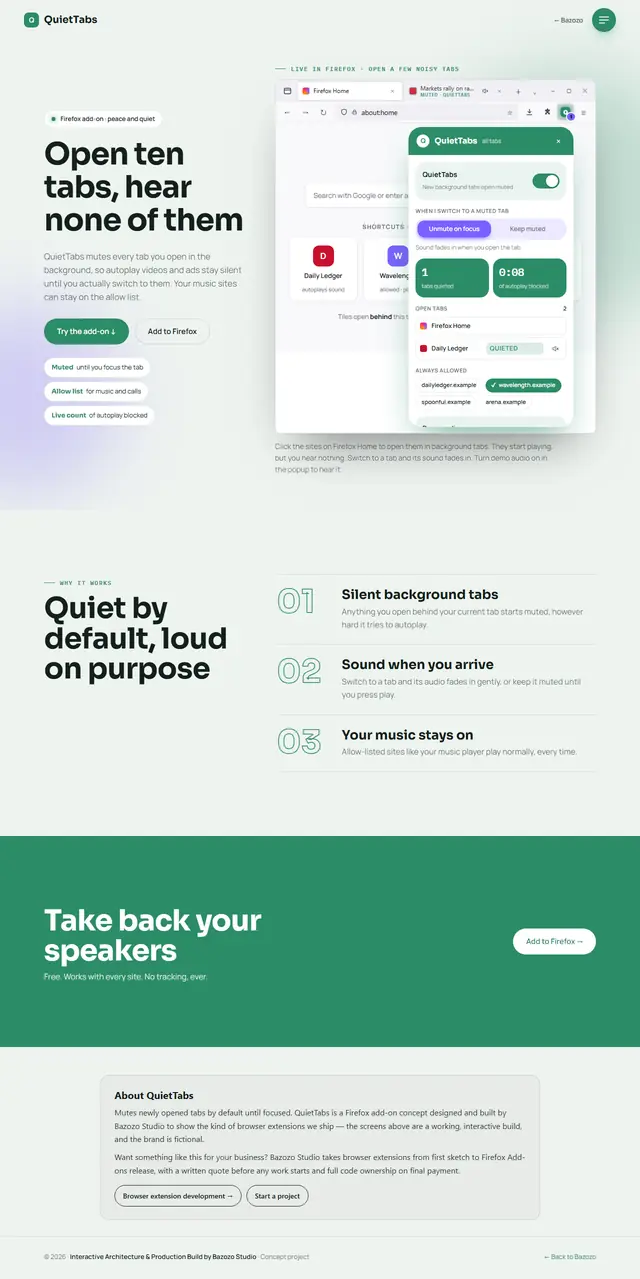 Q QuietTabs
← Bazozo
Firefox add-on · peace and quiet
Open ten
tabs, hear
none of them
QuietTabs mutes every tab you open in the
background, so autoplay videos and ads stay silent
until you actually switch to them. Your music sites
can stay on the allow list.
Try the add-on ↓
Add to Firefox
Muted until you focus the tab
Allow list for music and calls
Live count of autoplay blocked
LIVE IN FIREFOX · OPEN A FEW NOISY TABS
Firefox Home ×
Markets rally on ra...
MUTED · QUIETTABS
about:home
Search with Google or enter a
SHORTCUTS
D
Daily Ledger
autoplays sound
W
Waveleng
allowed · p
Tiles open behind this t
Q QuietTabs all tabs ×
QuietTabs
New background tabs open muted
WHEN I SWITCH TO A MUTED TAB
Unmute on focus
Keep muted
Sound fades in when you open the tab.
1
tabs quieted
0:08
of autoplay blocked
OPEN TABS 2
Firefox Home
Daily Ledger QUIETED
ALWAYS ALLOWED
dailyledger.example
✓ wavelength.example
spoonful.example
arena.example
Click the sites on Firefox Home to open them in background tabs. They start playing,
but you hear nothing. Switch to a tab and its sound fades in. Turn demo audio on in
the popup to hear it.
WHY IT WORKS
Quiet by
default, loud
on purpose
01
Silent background tabs
Anything you open behind your current tab starts muted, however
hard it tries to autoplay.
02
Sound when you arrive
Switch to a tab and its audio fades in gently, or keep it muted until
you press play.
03
Your music stays on
Allow-listed sites like your music player play normally, every time.
Take back your
speakers
Free. Works with every site. No tracking, ever.
Add to Firefox →
About QuietTabs
Mutes newly opened tabs by default until focused. QuietTabs is a Firefox add-on concept designed and built by
Bazozo Studio to show the kind of browser extensions we ship — the screens above are a working, interactive build,
and the brand is fictional.
Want something like this for your business? Bazozo Studio takes browser extensions from first sketch to Firefox Add-
ons release, with a written quote before any work starts and full code ownership on final payment.
Browser extension development →
Start a project
© 2026 · Interactive Architecture & Production Build by Bazozo Studio · Concept project
← Back to Bazozo